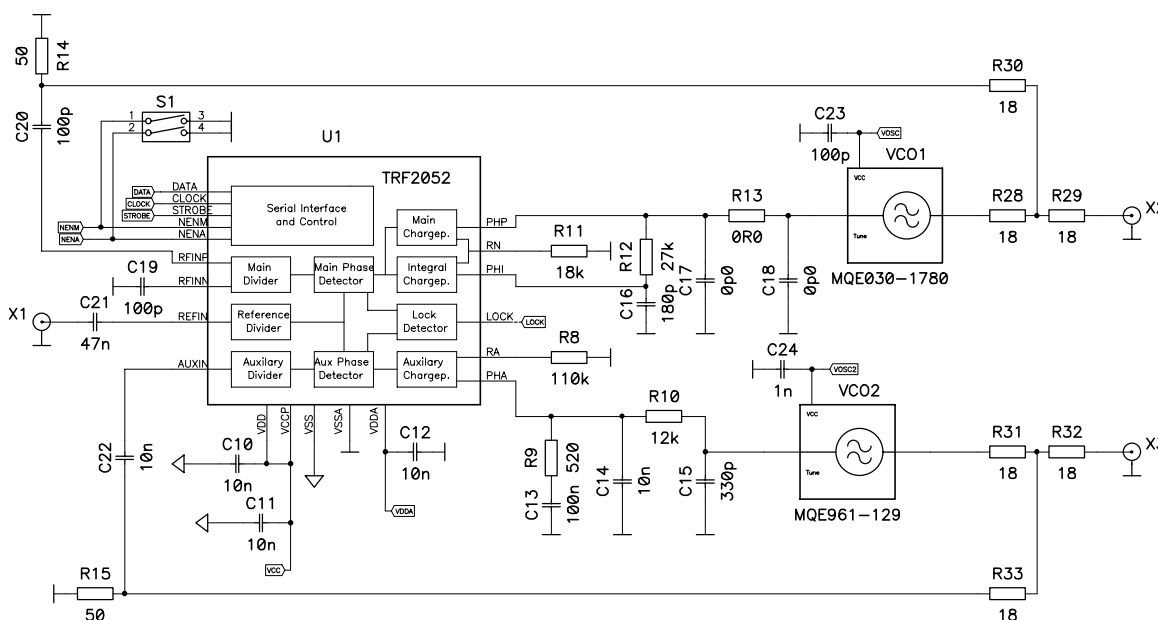 50
R14
R30
18
C20
100p
S1
1
2
3
4
U1
TRF2052
C23
100p
VOSC
VCO1
VCC
Tune
MQE030-1780
R13
0R0
R28
18
R29
18
DATA
DATA
CLOCK
CLOCK
STROBE
STROBE
NENM
NENM
NENA
NENA
Serial Interface
and Control
Main
Chargep.
PHP
RN
R11
18k
R12
27k
C17
0p0
C18
0p0
RFINP
RFINN
C19
100p
Main
Divider
Main Phase
Detector
Integral
Chargep.
PHI
C16
180p
X1
C21
47n
REFIN
Reference
Divider
Lock
Detector
LOCK
LOCK
AUXIN
Auxilary
Divider
Aux Phase
Detector
Auxilary
Chargep.
RA
R8
110k
PHA
C24
1n
VOSC2
VCO2
VCC
Tune
MQE961-129
VDD
VCCP
VSS
VSSA
VDDA
C22
10n
C10
10n
C12
10n
C11
10n
VDDA
VCC
R10
12k
R9
520
C13
100n
C14
10n
C15
330p
R31
18
R32
18
R15
50
R33
18